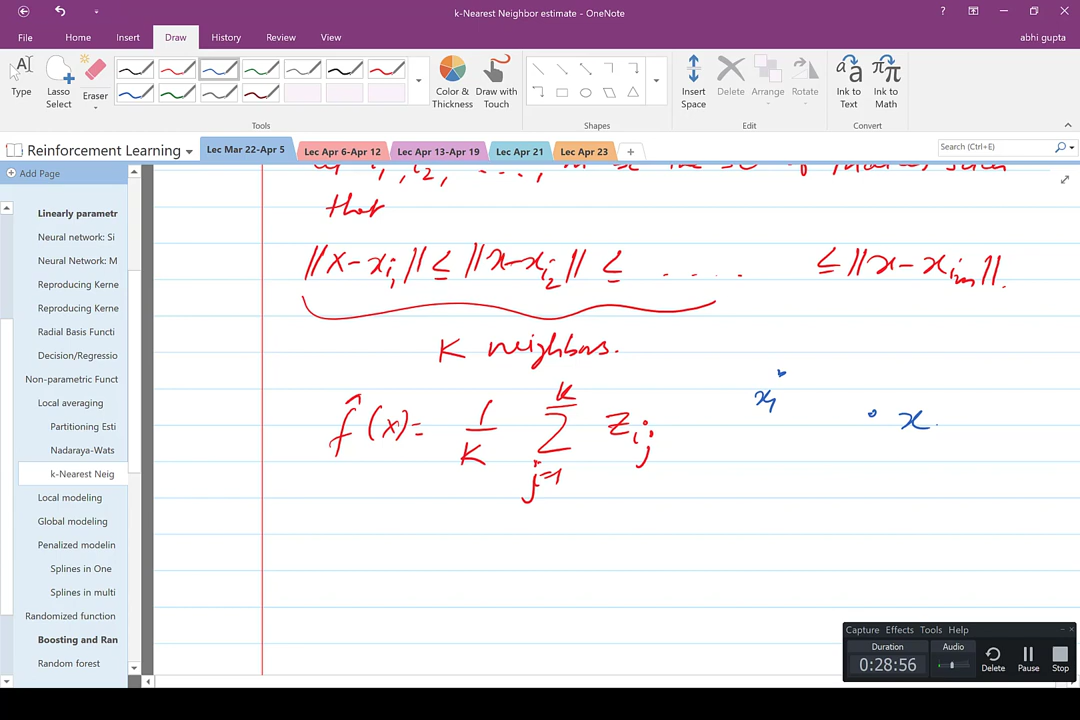 k-Nearest Neighbor estimate - OneNote
?
File Home Insert Draw History Review View
abhi gupta
Type
Lasso Select
Eraser
Color & Thickness
Draw with Touch
Insert Space
Delete
Arrange
Rotate
Ink to Text
Ink to Math
Tools
Shapes
Edit
Convert
Reinforcement Learning
Lec Mar 22-Apr 5
Lec Apr 6-Apr 12
Lec Apr 13-Apr 19
Lec Apr 21
Lec Apr 23
Search (Ctrl+E)
Add Page
Linearly parametr
Neural network: Si
Neural Network: M
Reproducing Kerne
Reproducing Kerne
Radial Basis Functi
Decision/Regressio
Non-parametric Funct
Local averaging
Partitioning Esti
Nadaraya-Wats
k-Nearest Neig
Local modeling
Global modeling
Penalized modelin
Splines in One
Splines in multi
Randomized function
Boosting and Ran
Random forest
such
that
||x-x_{i_1}|| ≤ ||x-x_{i_2}|| ≤ ..... ≤ ||x-x_{i_m}||.
K neighbors.
f̂(x)= 1/K ∑_{j=1}^{k} z_{i_j}
x_1
x
Capture Effects Tools Help
Duration
0:28:56
Audio
Delete
Pause
Stop